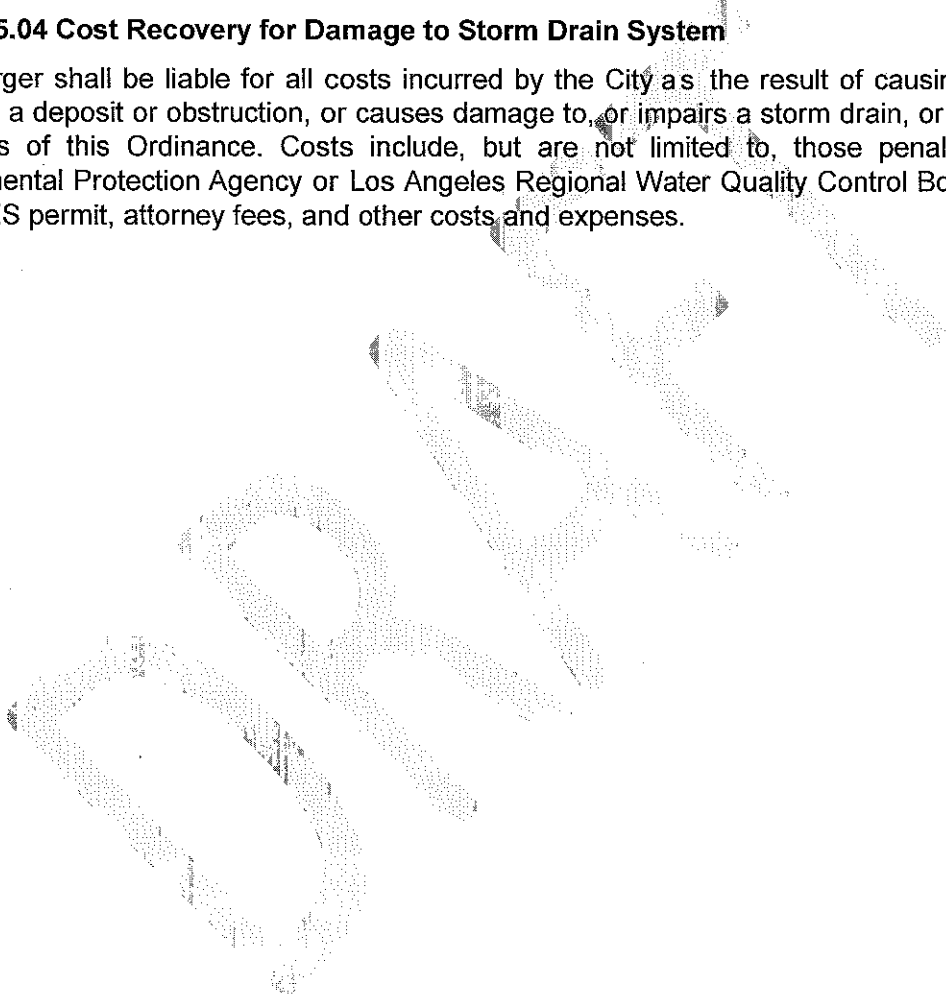 5.04 Cost Recovery for Damage to Storm Drain System
rger shall be liable for all costs incurred by the City as the result of causin
a deposit or obstruction, or causes damage to, or impairs a storm drain, or
s of this Ordinance. Costs include, but are not limited to, those penal
nental Protection Agency or Los Angeles Regional Water Quality Control Bo
S permit, attorney fees, and other costs and expenses.
DRAFT